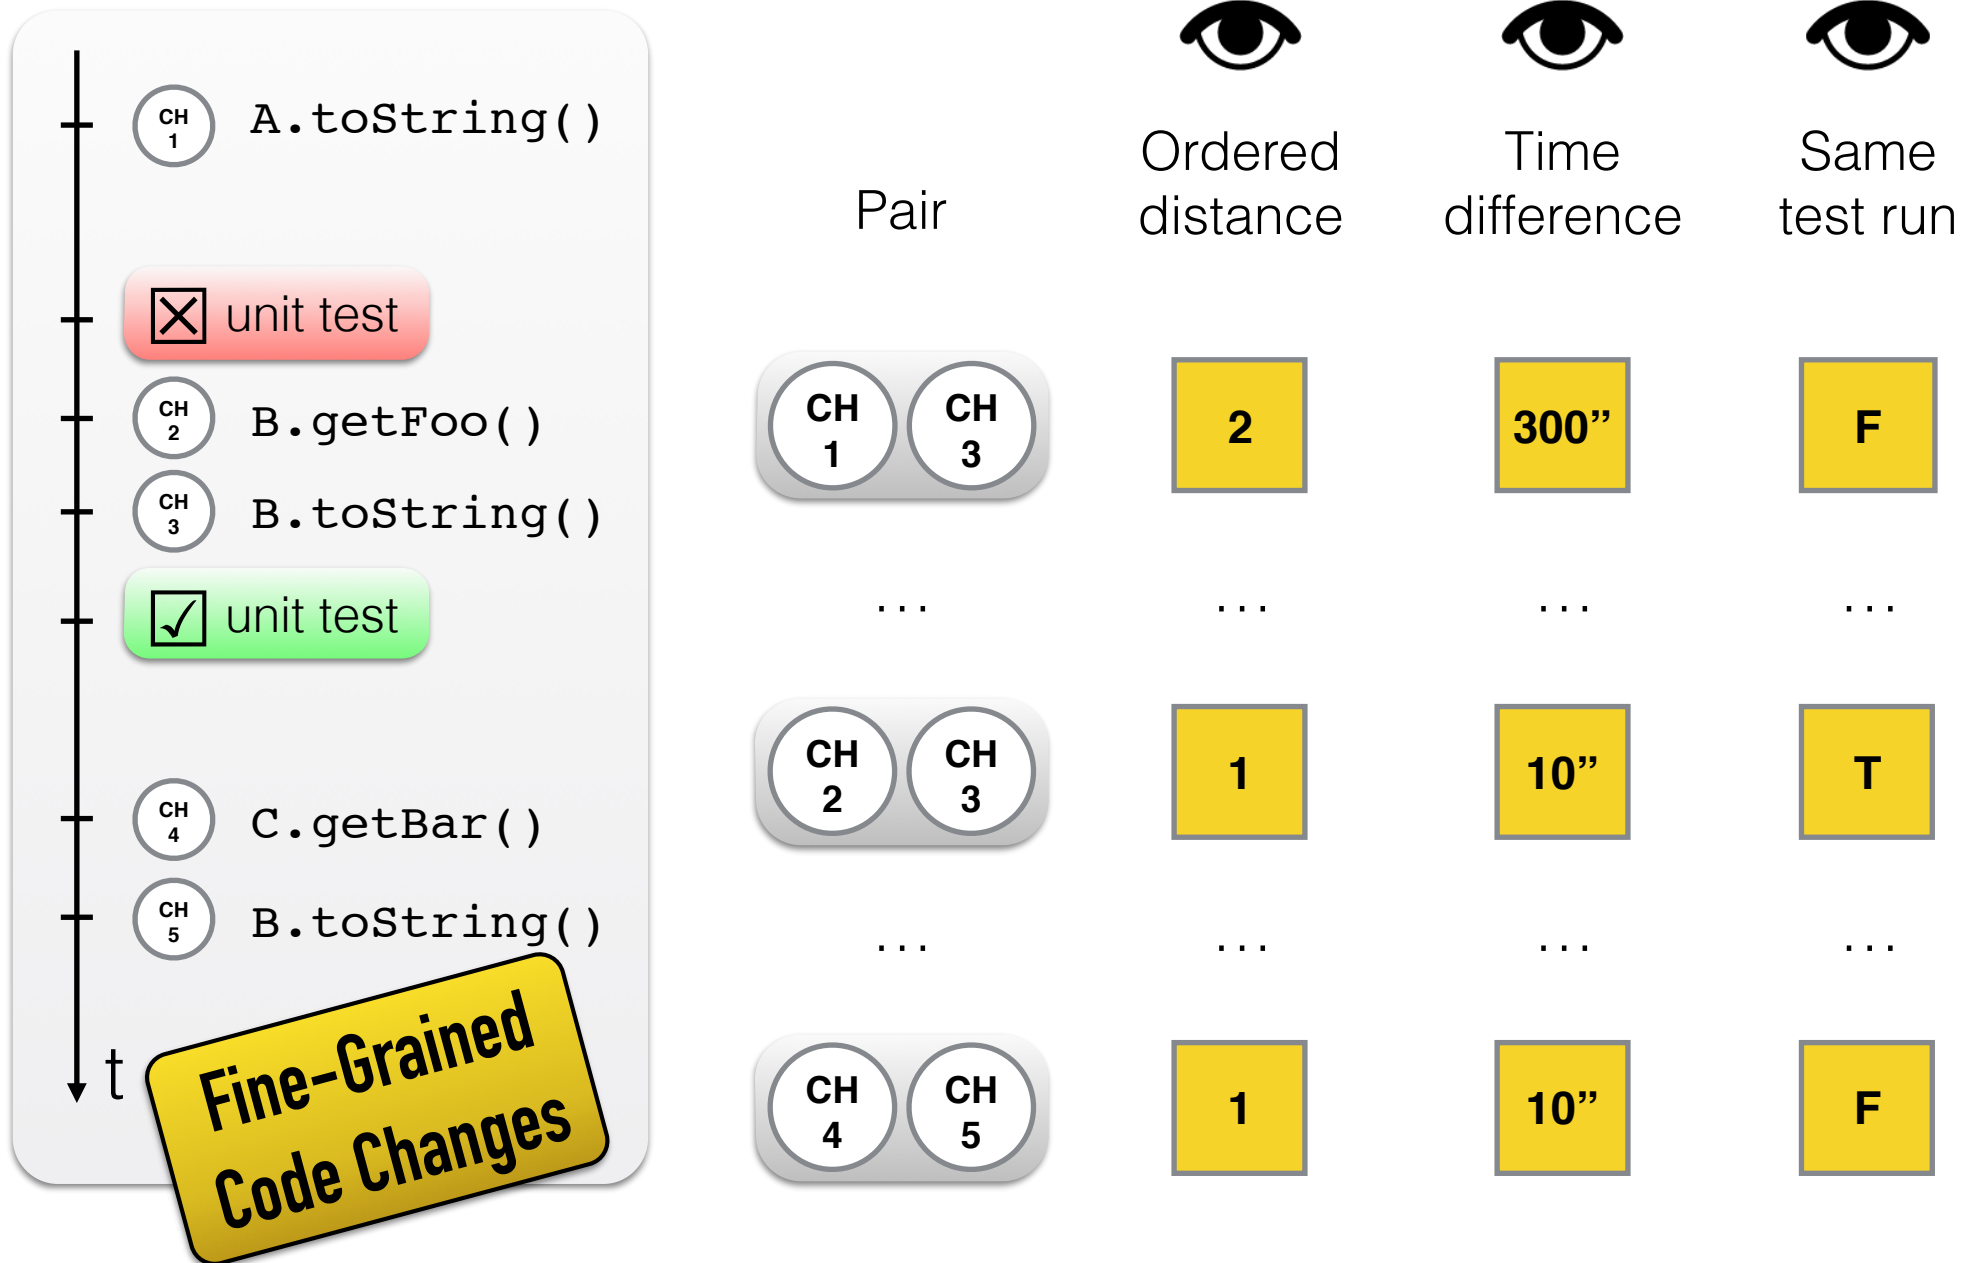 CH
1
A.toString()
unit test
CH
2
B.getFoo()
CH
3
B.toString()
unit test
CH
4
C.getBar()
CH
5
B.toString()
t
Fine-Grained
Code Changes
Pair
Ordered
distance
Time
difference
Same
test run
CH
1
CH
3
2
300”
F
... ... ... ...
CH
2
CH
3
1
10”
T
... ... ... ...
CH
4
CH
5
1
10”
F